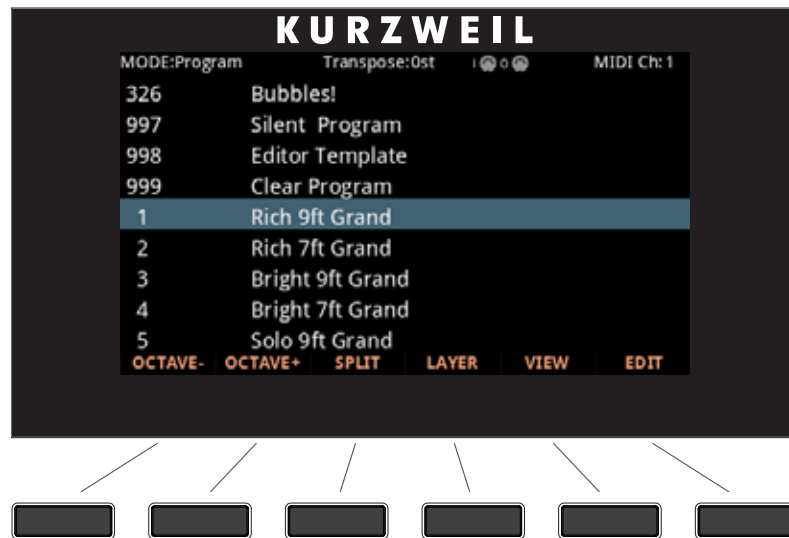 KURZWEIL
MODE:Program Transpose:0st I O MIDI Ch: 1
326 Bubbles!
997 Silent Program
998 Editor Template
999 Clear Program
1 Rich 9ft Grand
2 Rich 7ft Grand
3 Bright 9ft Grand
4 Bright 7ft Grand
5 Solo 9ft Grand
OCTAVE- OCTAVE+ SPLIT LAYER VIEW EDIT